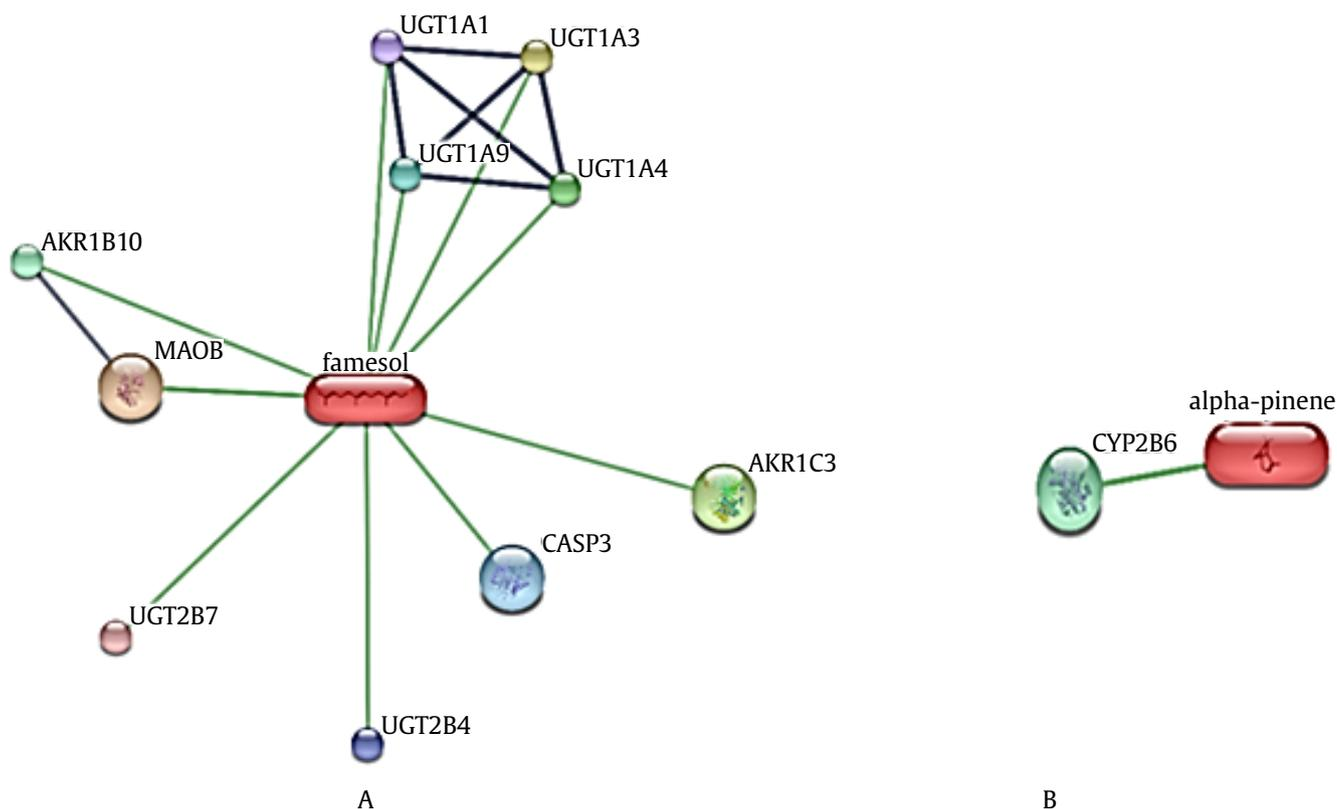 UGT1A1
UGT1A3
UGT1A9
UGT1A4
AKR1B10
MAOB
famesol
alpha-pinene
CYP2B6
AKR1C3
CASP3
UGT2B7
UGT2B4
A
B